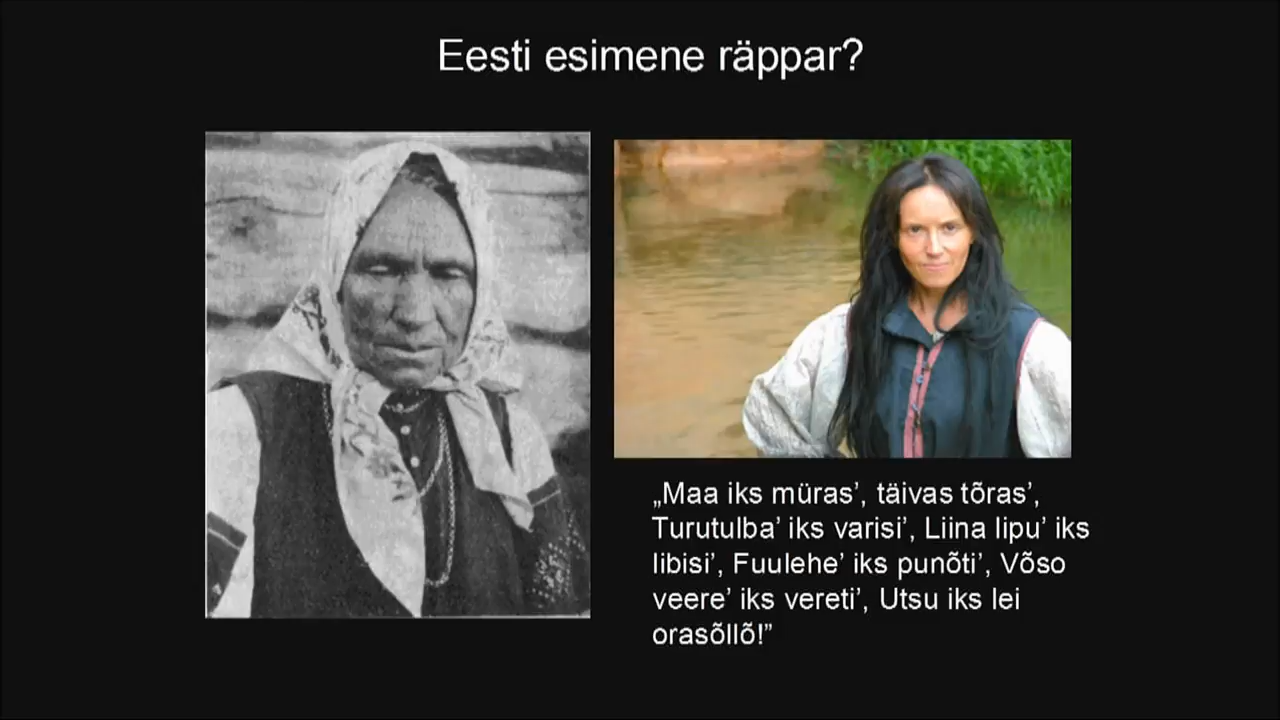 Eesti esimene räppar?
„Maa iks müras’, täivas tõras’,
Turutulba’ iks varisi’, Liina lipu’ iks
libisi’, Fuulehe’ iks punõti’, Võso
veere’ iks vereti’, Utsu iks lei
orasõllõ!”